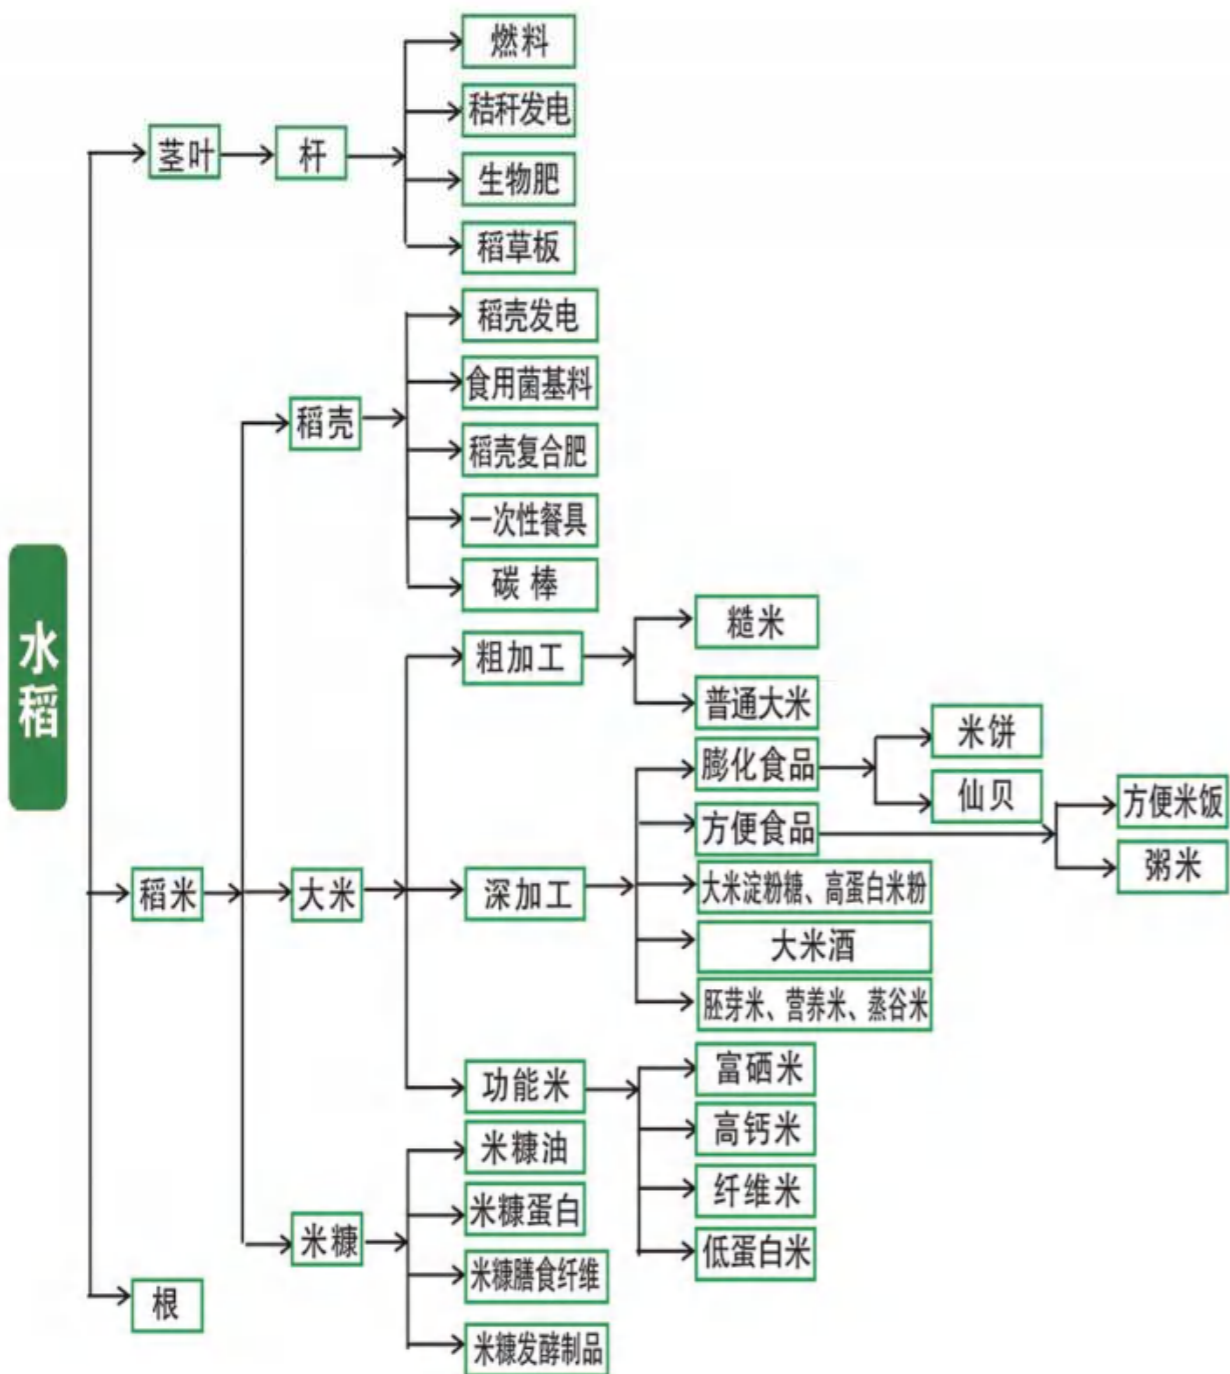 水稻
茎叶
杆
燃料
秸秆发电
生物肥
稻草板
稻米
稻壳
稻壳发电
食用菌基料
稻壳复合肥
一次性餐具
碳棒
大米
粗加工
糙米
普通大米
深加工
膨化食品
米饼
仙贝
方便食品
方便米饭
粥米
大米淀粉糖、高蛋白米粉
大米酒
胚芽米、营养米、蒸谷米
功能米
富硒米
高钙米
纤维米
低蛋白米
米糠
米糠油
米糠蛋白
米糠膳食纤维
米糠发酵制品
根